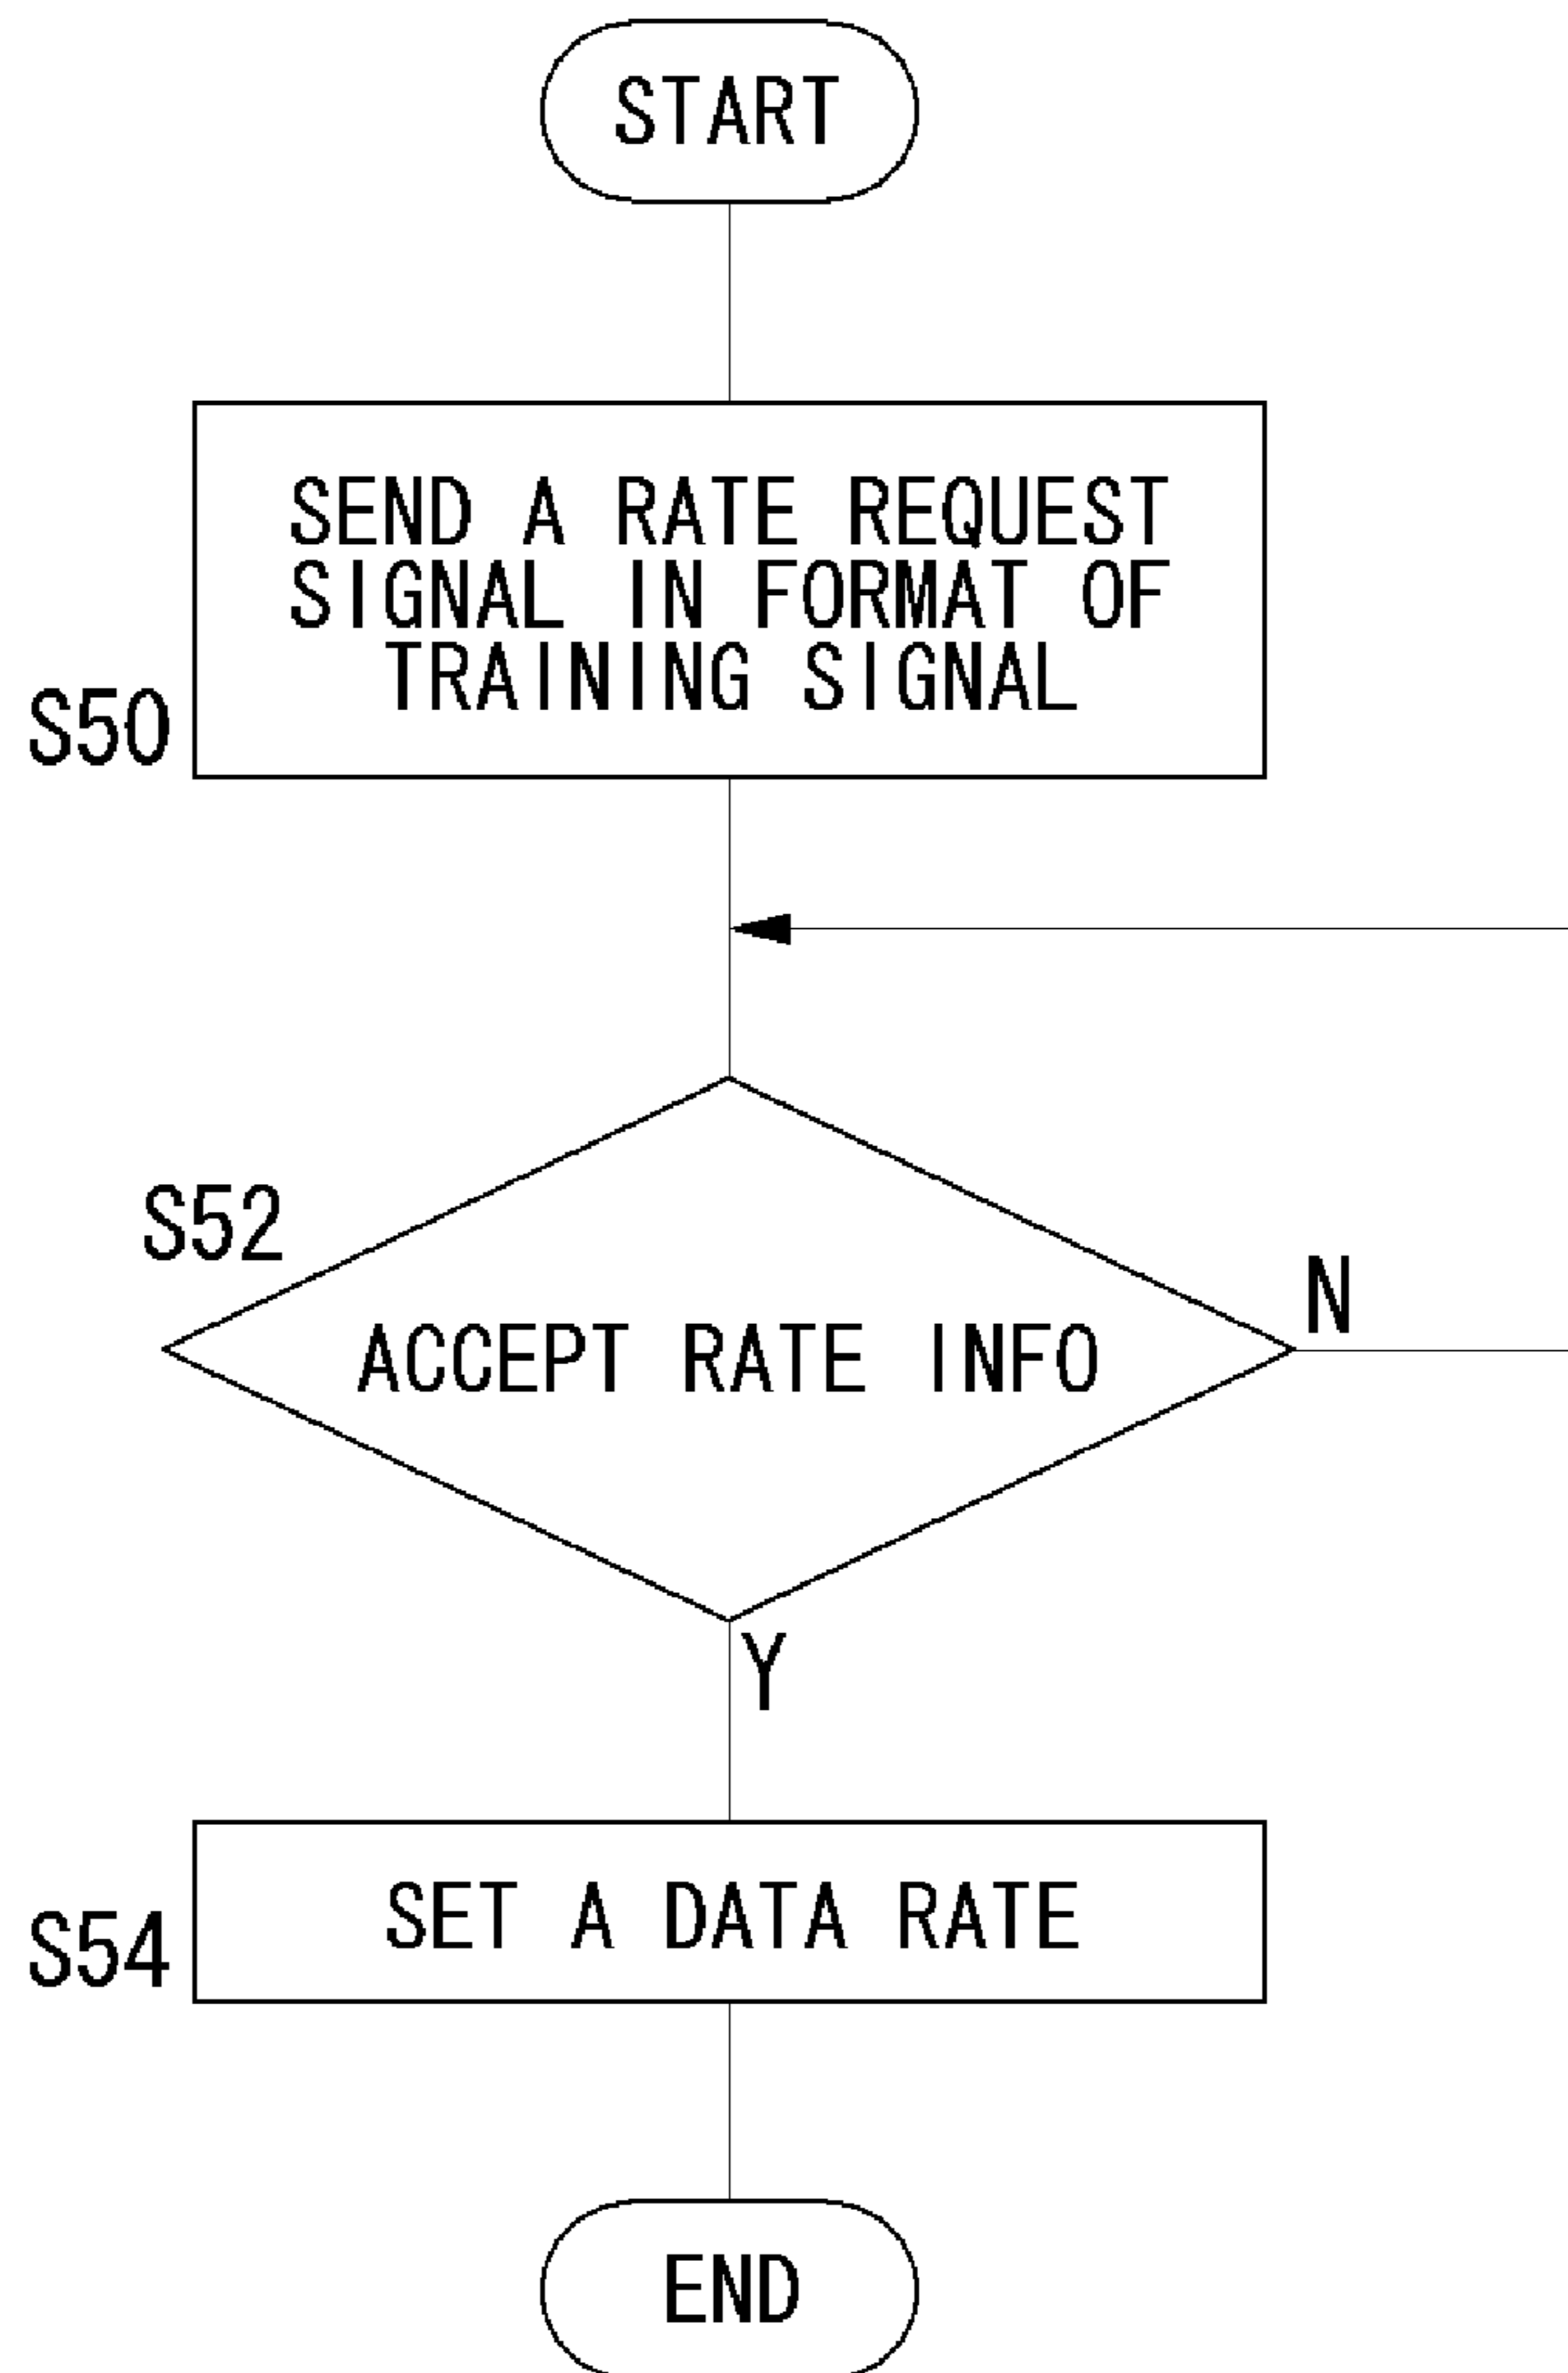 START
SEND A RATE REQUEST
SIGNAL IN FORMAT OF
TRAINING SIGNAL
S50
S52
N
ACCEPT RATE INFO
Y
SET A DATA RATE
S54
END